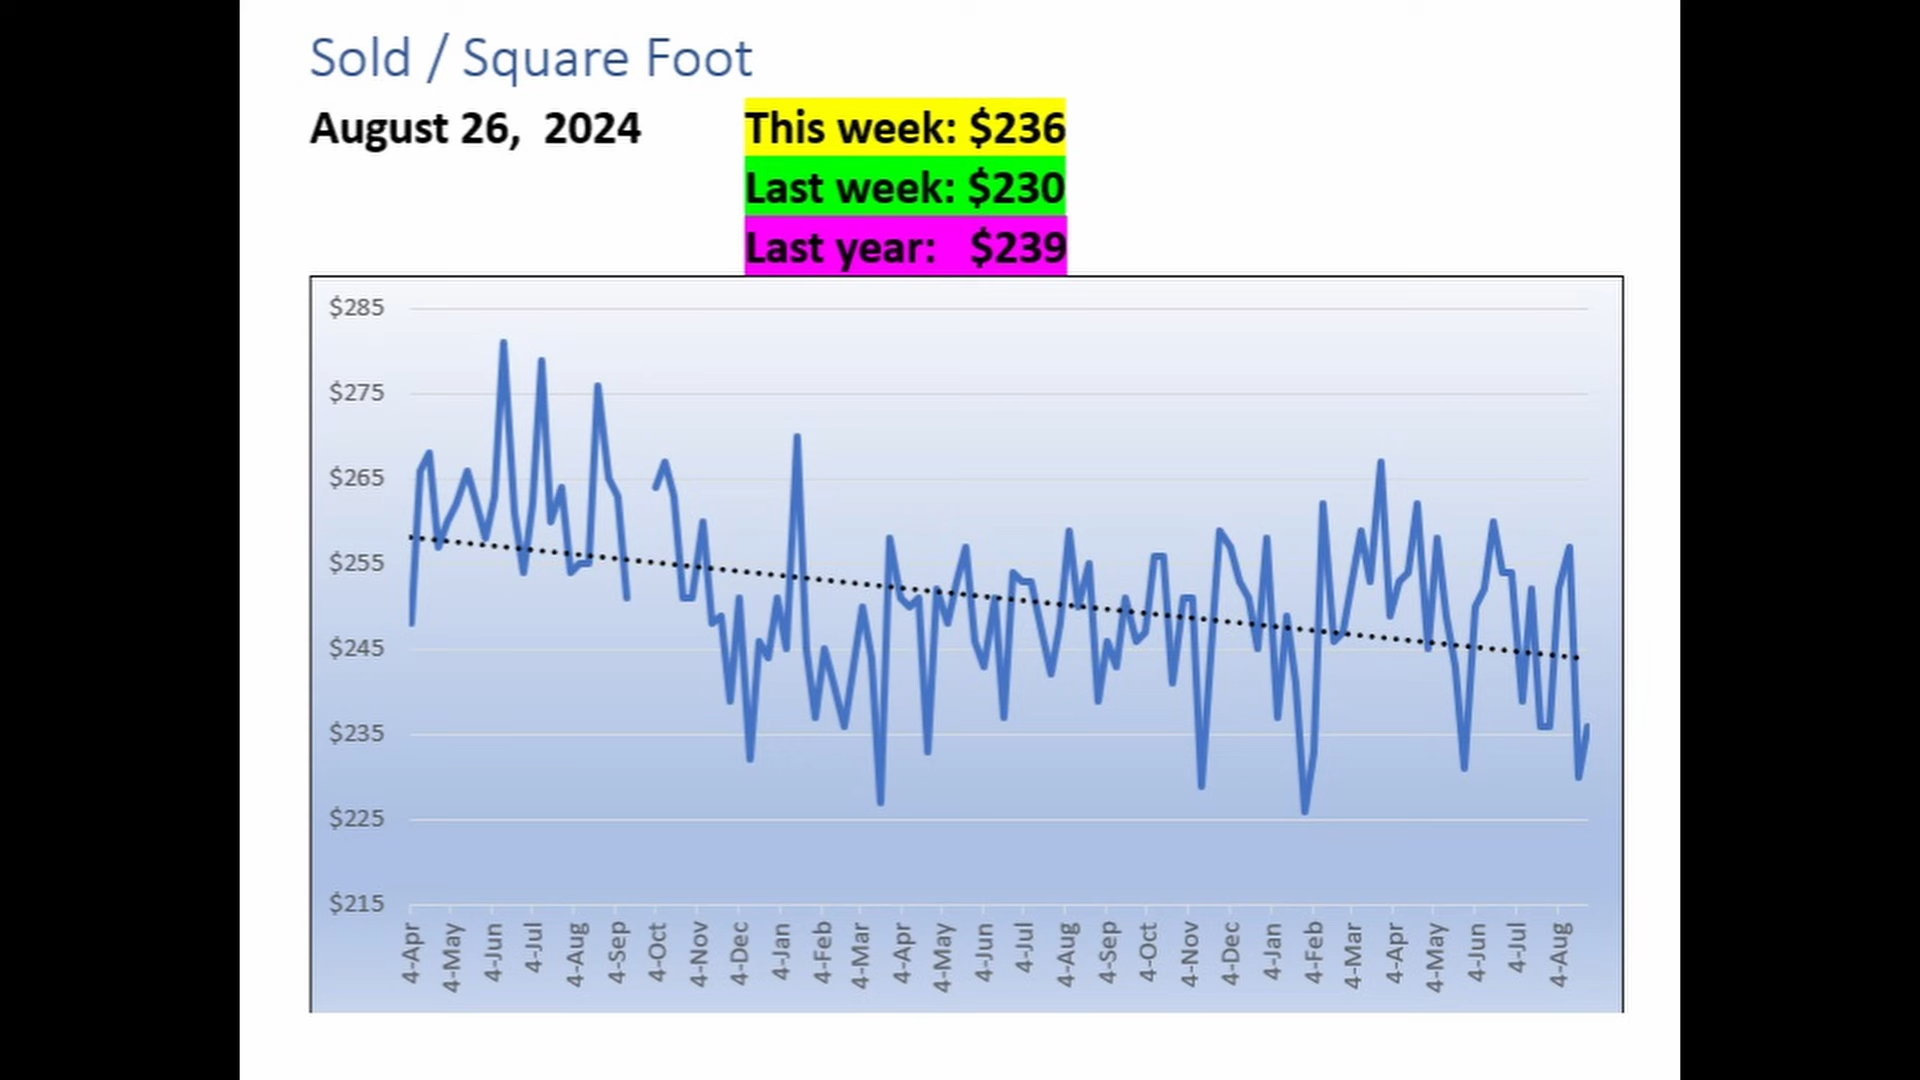 Sold / Square Foot
August 26, 2024
This week: $236
Last week: $230
Last year: $239
$285
$275
$265
$255
$245
$235
$225
$215
4-Apr
4-May
4-Jun
4-Jul
4-Aug
4-Sep
4-Oct
4-Nov
4-Dec
4-Jan
4-Feb
4-Mar
4-Apr
4-May
4-Jun
4-Jul
4-Aug
4-Sep
4-Oct
4-Nov
4-Dec
4-Jan
4-Feb
4-Mar
4-Apr
4-May
4-Jun
4-Jul
4-Aug